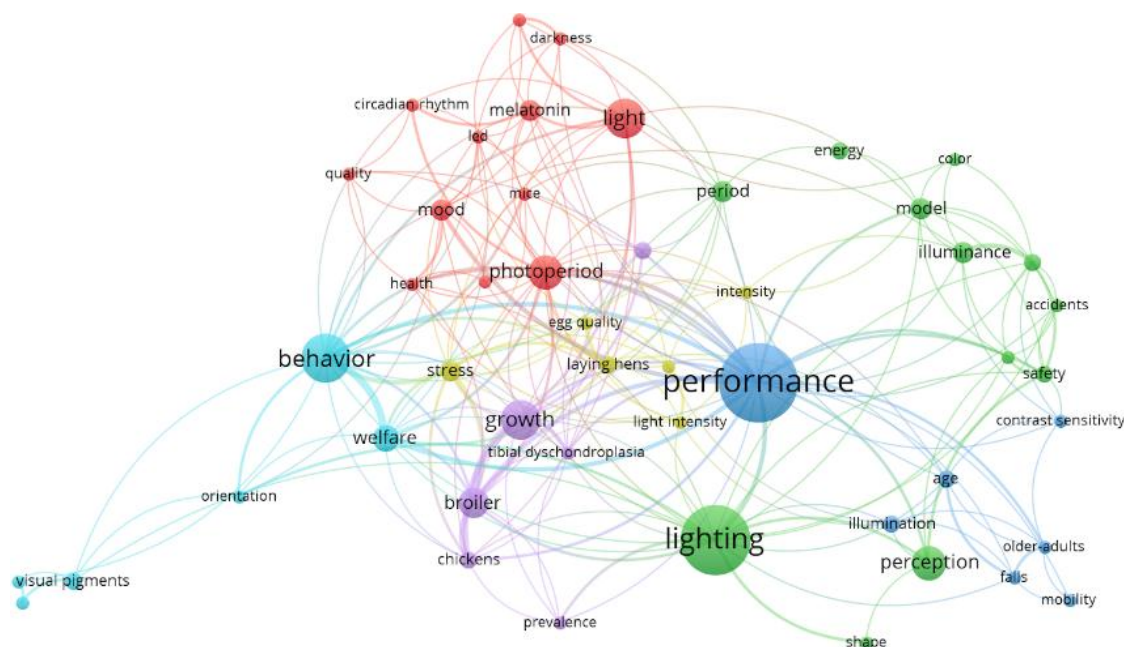 darkness
circadian rhythm
melatonin
light
led
energy
color
quality
mice
period
mood
model
illuminance
photoperiod
health
intensity
accidents
egg quality
behavior
stress
laying hens
performance
safety
growth
light intensity
contrast sensitivity
welfare
tibial dyschondroplasia
age
orientation
broiler
illumination
lighting
older-adults
chickens
perception
visual pigments
falls
mobility
prevalence
shape